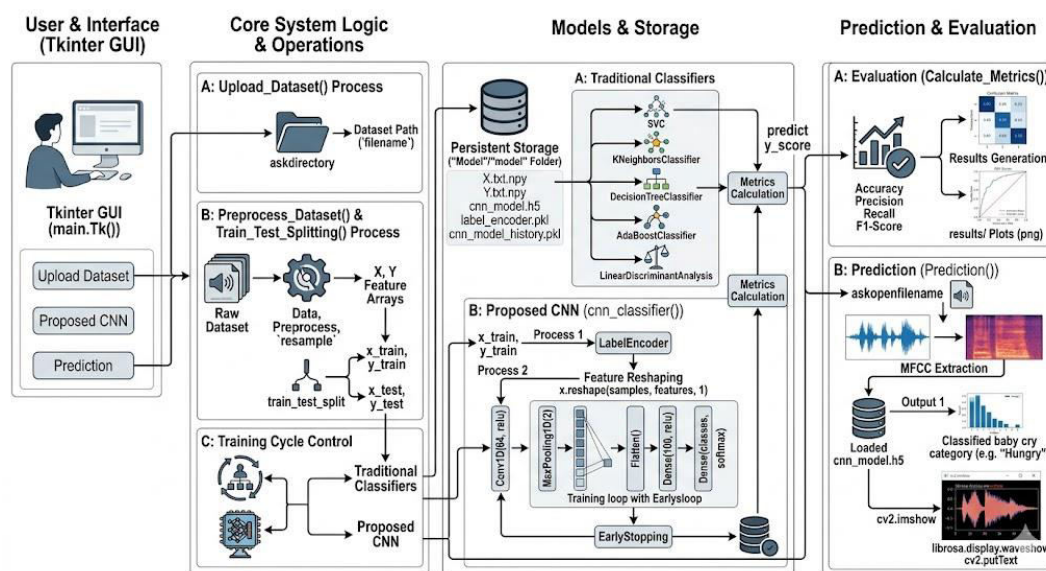 User & Interface
(Tkinter GUI)
Tkinter GUI
(main.Tk())
Upload Dataset
Proposed CNN
Prediction
Core System Logic
& Operations
A: Upload_Dataset() Process
askdirectory
Dataset Path
(`filename`)
B: Preprocess_Dataset() &
Train_Test_Splitting() Process
Raw
Dataset
Data,
Preprocess,
`resample`
X, Y
Feature
Arrays
train_test_split
x_train,
y_train
x_test,
y_test
C: Training Cycle Control
Traditional
Classifiers
Proposed
CNN
Models & Storage
Persistent Storage
("Model"/"model" Folder)
X.txt.npy
Y.txt.npy
cnn_model.h5
label_encoder.pkl
cnn_model_history.pkl
A: Traditional Classifiers
SVC
KNeighborsClassifier
DecisionTreeClassifier
AdaBoostClassifier
LinearDiscriminantAnalysis
predict
y_score
Metrics
Calculation
Metrics
Calculation
B: Proposed CNN (cnn_classifier())
x_train,
y_train
Process 1
LabelEncoder
Process 2
Feature Reshaping
x.reshape(samples, features, 1)
Conv1D(64, relu)
MaxPooling1D(2)
Flatten()
Dense(100, relu)
Dense(classes,
softmax)
Training loop with Earlysloop
EarlyStopping
Prediction & Evaluation
A: Evaluation (Calculate_Metrics())
Accuracy
Precision
Recall
F1-Score
Results Generation
results/ Plots (png)
B: Prediction (Prediction())
askopenfilename
MFCC Extraction
Loaded
cnn_model.h5
Output 1
Classified baby cry
category (e.g. "Hungry")
cv2.imshow
librosa.display.waveshow
cv2.putText